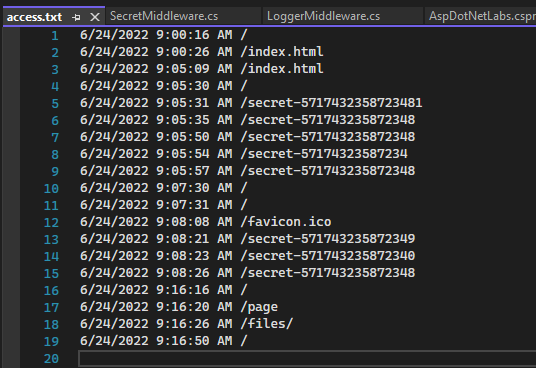 access.txt SecretMiddleware.cs LoggerMiddleware.cs AspDotNetLabs.cspr
1 6/24/2022 9:00:16 AM /
2 6/24/2022 9:00:26 AM /index.html
3 6/24/2022 9:05:09 AM /index.html
4 6/24/2022 9:05:30 AM /
5 6/24/2022 9:05:31 AM /secret-5717432358723481
6 6/24/2022 9:05:35 AM /secret-571743235872348
7 6/24/2022 9:05:50 AM /secret-571743235872348
8 6/24/2022 9:05:54 AM /secret-57174323587234
9 6/24/2022 9:05:57 AM /secret-571743235872348
10 6/24/2022 9:07:30 AM /
11 6/24/2022 9:07:31 AM /
12 6/24/2022 9:08:08 AM /favicon.ico
13 6/24/2022 9:08:21 AM /secret-571743235872349
14 6/24/2022 9:08:23 AM /secret-571743235872340
15 6/24/2022 9:08:26 AM /secret-571743235872348
16 6/24/2022 9:16:16 AM /
17 6/24/2022 9:16:20 AM /page
18 6/24/2022 9:16:26 AM /files/
19 6/24/2022 9:16:50 AM /
20